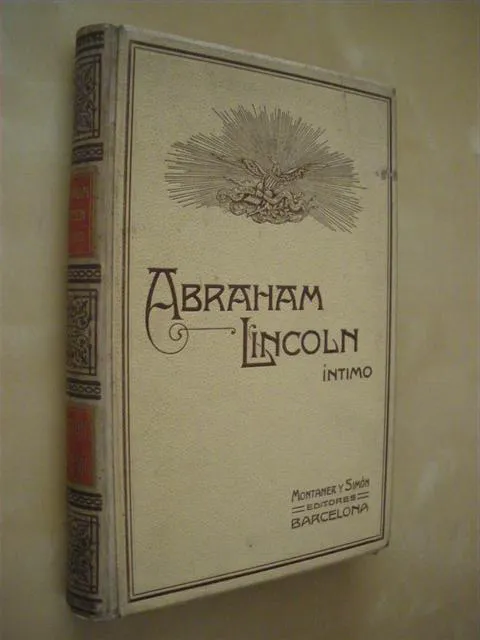 ABRAHAM
LINCOLN
ÍNTIMO
MONTANER Y SIMÓN
EDITORES
BARCELONA